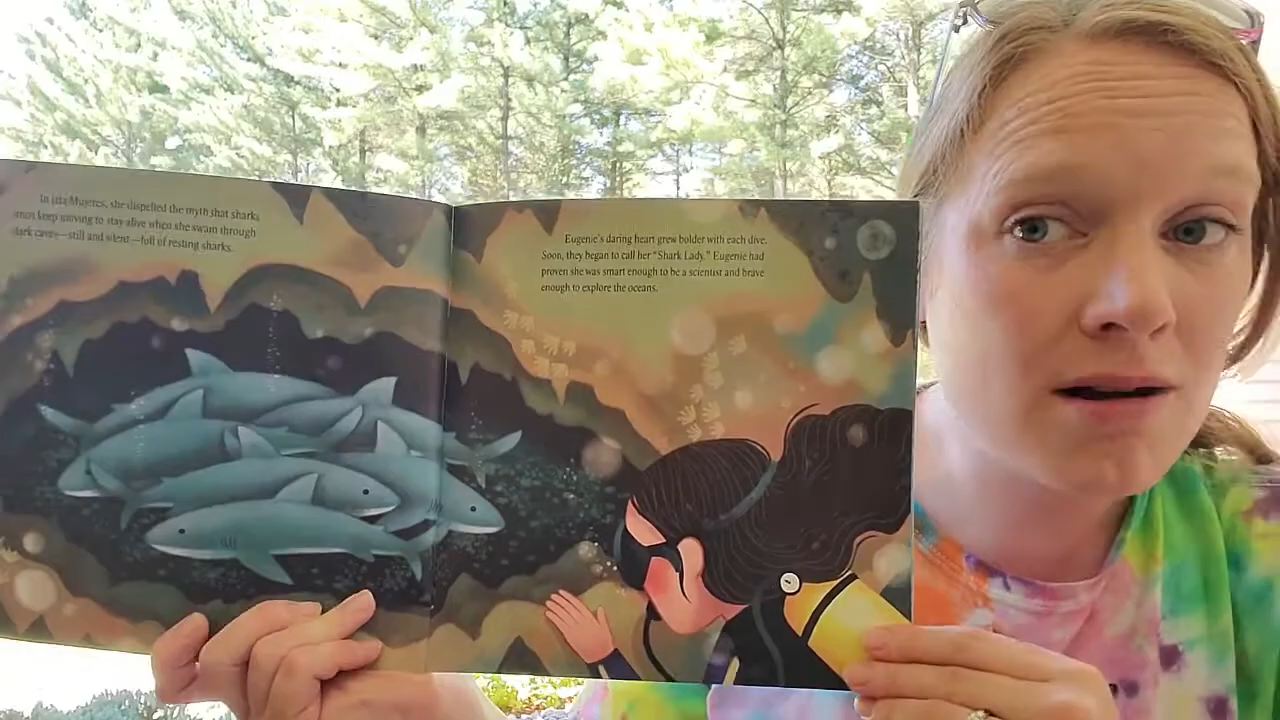 In Isla Mujeres, she dispelled the myth that sharks
must keep moving to stay alive when she swam through
dark caves—still and silent—full of resting sharks.
Eugenie's daring heart grew bolder with each dive.
Soon, they began to call her "Shark Lady." Eugenie had
proven she was smart enough to be a scientist and brave
enough to explore the oceans.